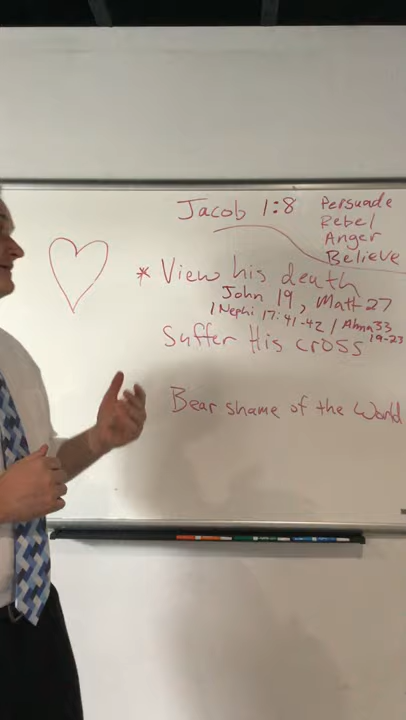 Jacob 1:8
Persuade
Rebel
Anger
Believe
* View his death
John 19, Matt 27
1 Nephi 17:41-42 / Alma 33
19-23
Suffer His cross
Bear shame of the World